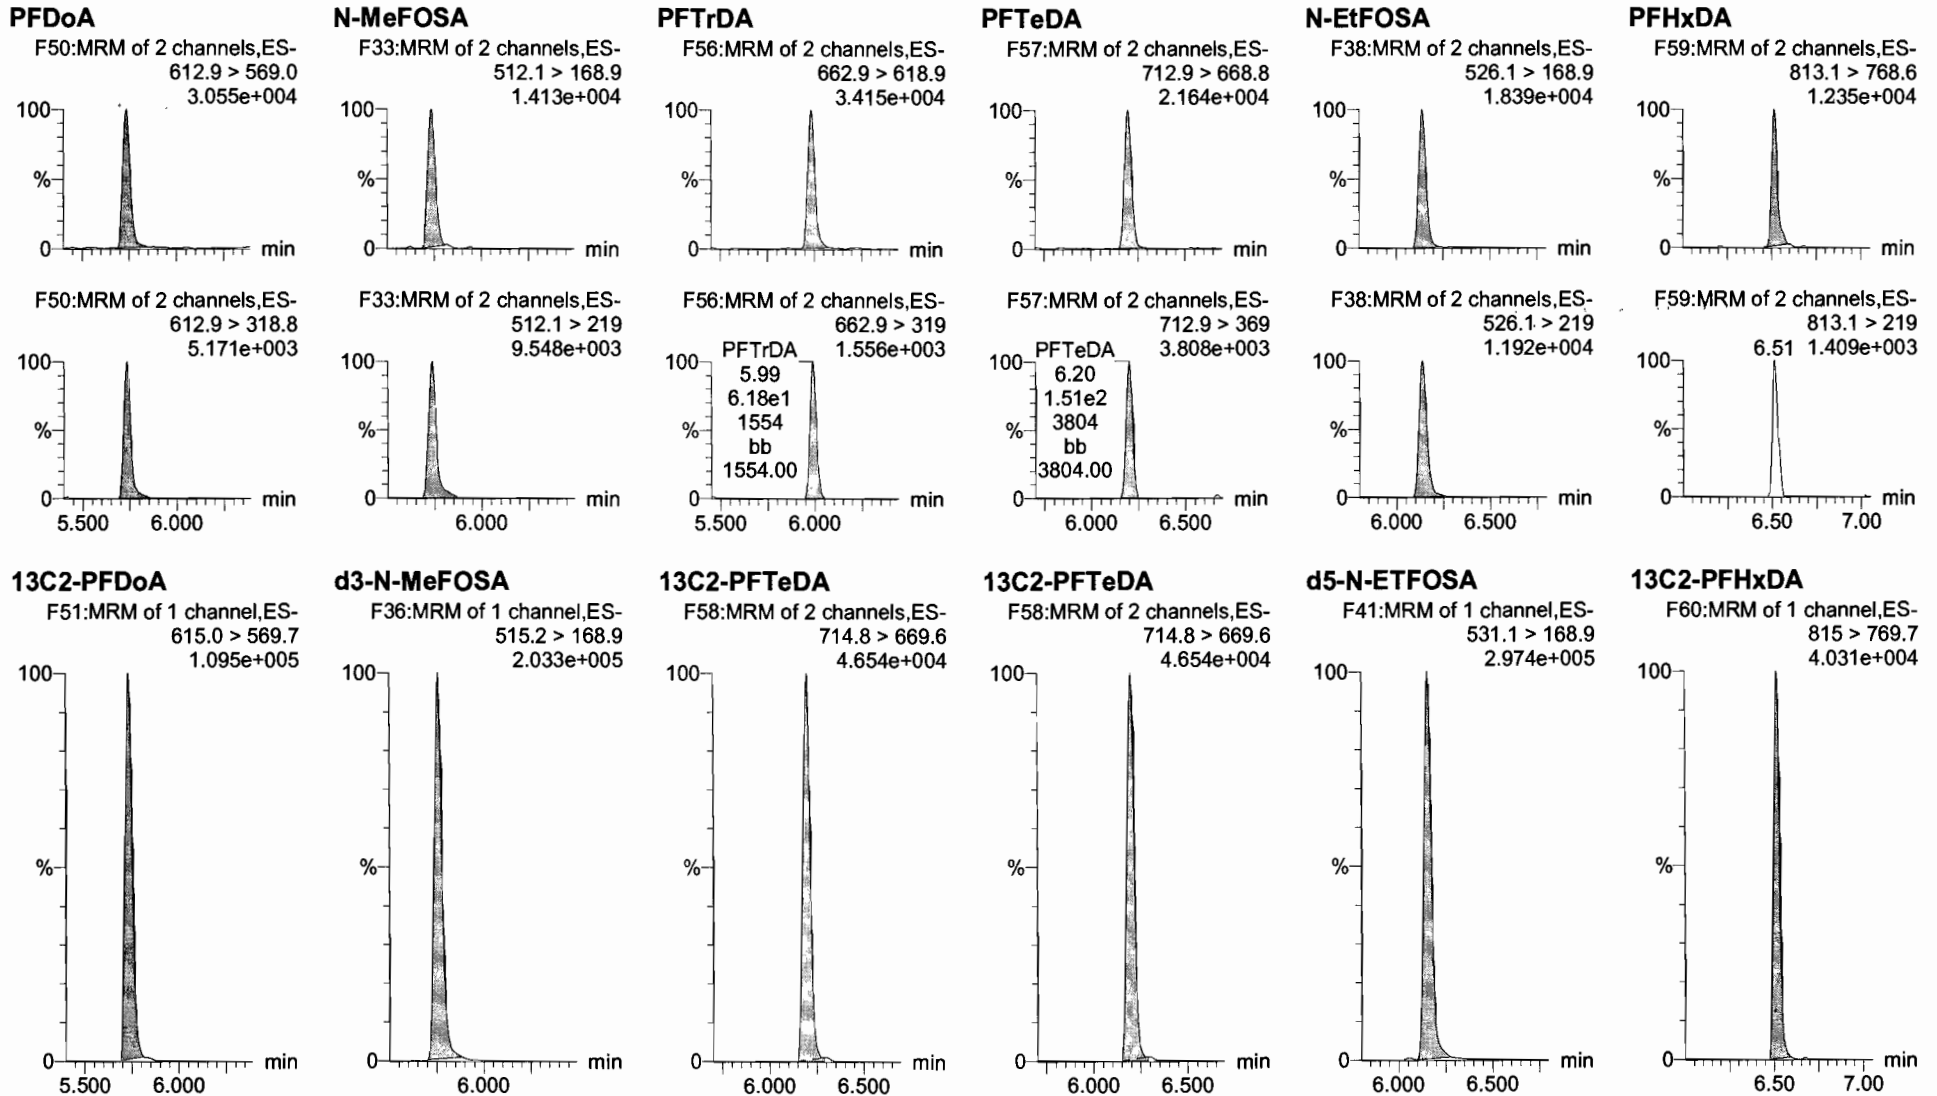 PFDoA
F50:MRM of 2 channels,ES-
612.9 > 569.0
3.055e+004
100
%
0
min
N-MeFOSA
F33:MRM of 2 channels,ES-
512.1 > 168.9
1.413e+004
100
%
0
min
PFTrDA
F56:MRM of 2 channels,ES-
662.9 > 618.9
3.415e+004
100
%
0
min
PFTeDA
F57:MRM of 2 channels,ES-
712.9 > 668.8
2.164e+004
100
%
0
min
N-EtFOSA
F38:MRM of 2 channels,ES-
526.1 > 168.9
1.839e+004
100
%
0
min
PFHxDA
F59:MRM of 2 channels,ES-
813.1 > 768.6
1.235e+004
100
%
0
min
F50:MRM of 2 channels,ES-
612.9 > 318.8
5.171e+003
100
%
0
min
5.500 6.000
F33:MRM of 2 channels,ES-
512.1 > 219
9.548e+003
100
%
0
min
6.000
F56:MRM of 2 channels,ES-
662.9 > 319
PFTrDA 1.556e+003
100
5.99
6.18e1
1554
%
bb
1554.00
0
min
5.500 6.000
F57:MRM of 2 channels,ES-
712.9 > 369
PFTeDA 3.808e+003
100
6.20
1.51e2
3804
%
bb
3804.00
0
min
6.000 6.500
F38:MRM of 2 channels,ES-
526.1 > 219
1.192e+004
100
%
0
min
6.000 6.500
F59:MRM of 2 channels,ES-
813.1 > 219
6.51 1.409e+003
100
%
0
min
6.50 7.00
13C2-PFDoA
F51:MRM of 1 channel,ES-
615.0 > 569.7
1.095e+005
100
%
0
min
5.500 6.000
d3-N-MeFOSA
F36:MRM of 1 channel,ES-
515.2 > 168.9
2.033e+005
100
%
0
min
6.000
13C2-PFTeDA
F58:MRM of 2 channels,ES-
714.8 > 669.6
4.654e+004
100
%
0
min
6.000 6.500
13C2-PFTeDA
F58:MRM of 2 channels,ES-
714.8 > 669.6
4.654e+004
100
%
0
min
6.000 6.500
d5-N-ETFOSA
F41:MRM of 1 channel,ES-
531.1 > 168.9
2.974e+005
100
%
0
min
6.000 6.500
13C2-PFHxDA
F60:MRM of 1 channel,ES-
815 > 769.7
4.031e+004
100
%
0
min
6.50 7.00